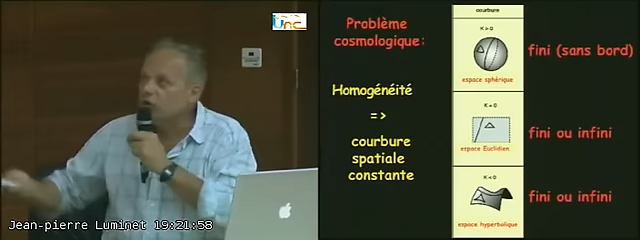 Unc
Problème
cosmologique:
Homogénéité
=>
courbure
spatiale
constante
courbure
K > 0
espace sphérique
fini (sans bord)
K = 0
espace Euclidien
fini ou infini
K < 0
espace hyperbolique
fini ou infini
Jean-pierre Luminet 19:21:58